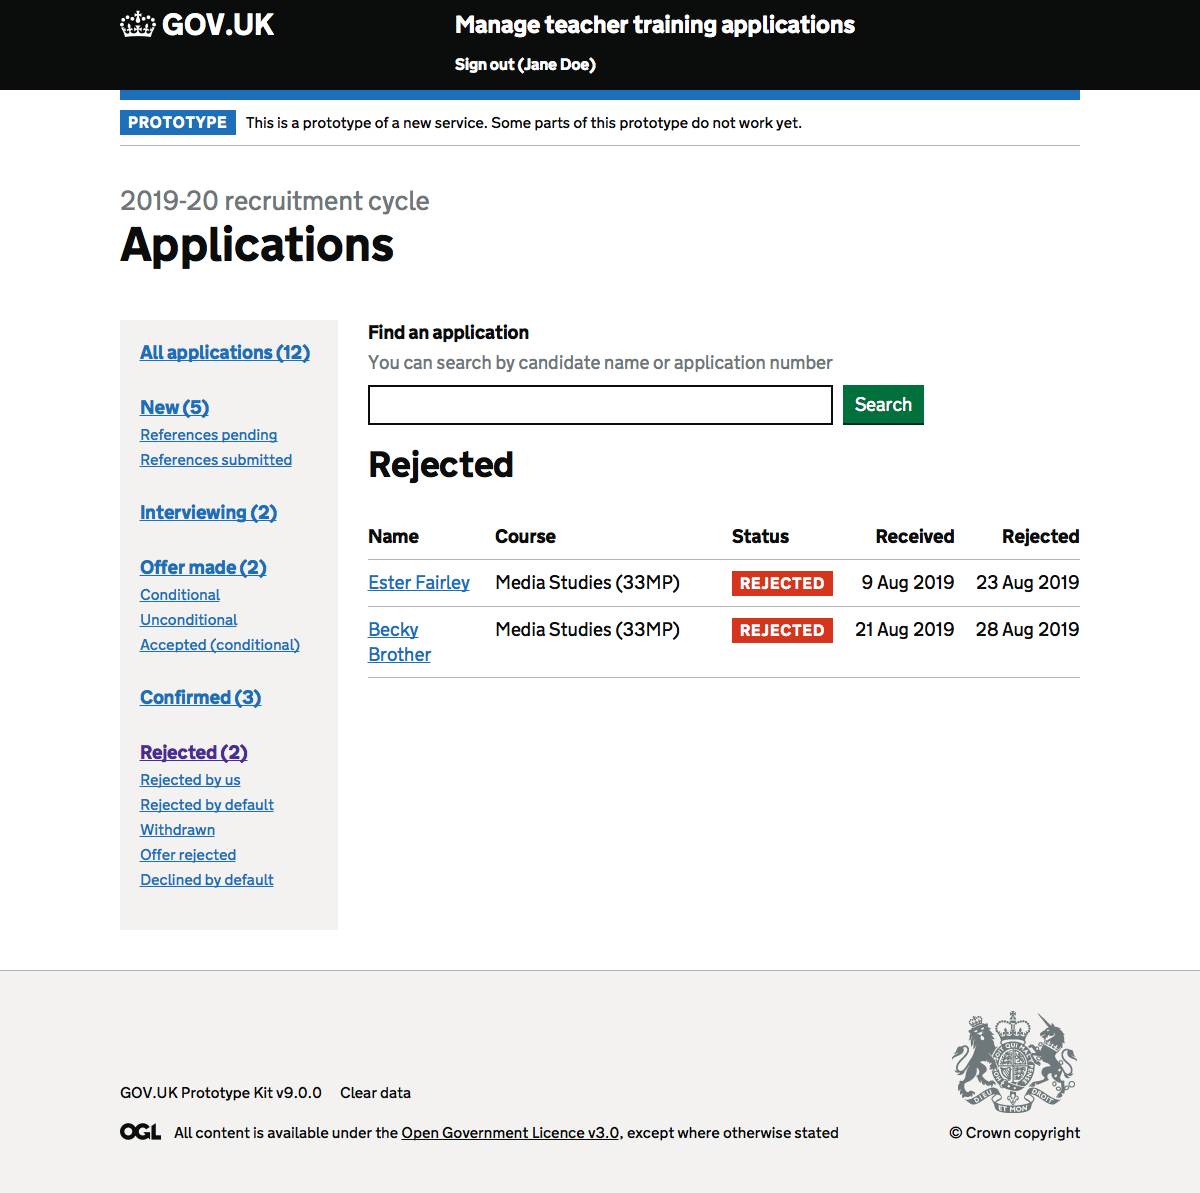 GOV.UK
Manage teacher training applications
Sign out (Jane Doe)
PROTOTYPE This is a prototype of a new service. Some parts of this prototype do not work yet.
2019-20 recruitment cycle
Applications
All applications (12)
New (5)
References pending
References submitted
Interviewing (2)
Offer made (2)
Conditional
Unconditional
Accepted (conditional)
Confirmed (3)
Rejected (2)
Rejected by us
Rejected by default
Withdrawn
Offer rejected
Declined by default
Find an application
You can search by candidate name or application number
Search
Rejected
Name Course Status Received Rejected
Ester Fairley Media Studies (33MP) REJECTED 9 Aug 2019 23 Aug 2019
Becky Media Studies (33MP) REJECTED 21 Aug 2019 28 Aug 2019
Brother
GOV.UK Prototype Kit v9.0.0 Clear data
OGL All content is available under the Open Government Licence v3.0, except where otherwise stated
DIEU ET MON DROIT
© Crown copyright